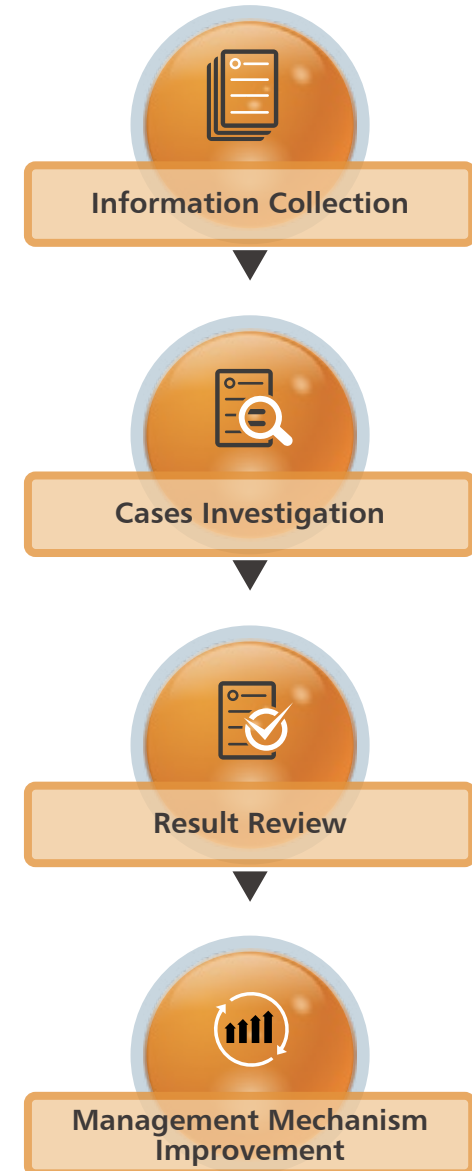 Information Collection
Cases Investigation
Result Review
Management Mechanism
Improvement